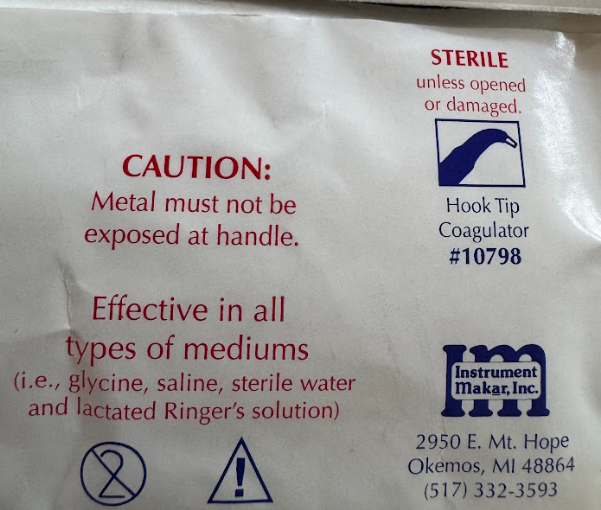 STERILE
unless opened
or damaged.
CAUTION:
Metal must not be
exposed at handle.
Hook Tip
Coagulator
#10798
Effective in all
types of mediums
(i.e., glycine, saline, sterile water
and lactated Ringer's solution)
2
!
im
Instrument
Makar, Inc.
2950 E. Mt. Hope
Okemos, MI 48864
(517) 332-3593